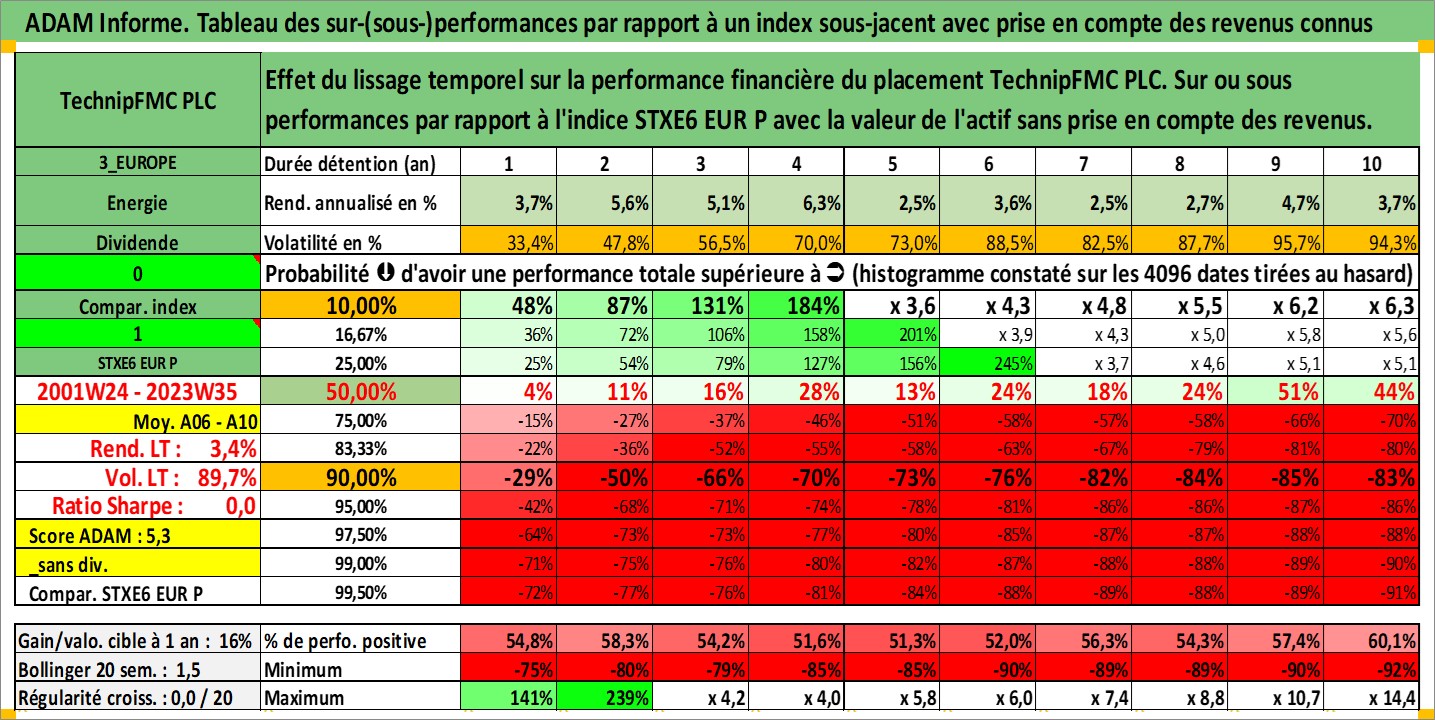 ADAM Informe. Tableau des sur-(sous-)performances par rapport à un index sous-jacent avec prise en compte des revenus connus
TechnipFMC PLC
Effet du lissage temporel sur la performance financière du placement TechnipFMC PLC. Sur ou sous
performances par rapport à l'indice STXE6 EUR P avec la valeur de l'actif sans prise en compte des revenus.
3_EUROPE Durée détention (an) 1 2 3 4 5 6 7 8 9 10
Energie Rend. annualisé en % 3,7% 5,6% 5,1% 6,3% 2,5% 3,6% 2,5% 2,7% 4,7% 3,7%
Dividende Volatilité en % 33,4% 47,8% 56,5% 70,0% 73,0% 88,5% 82,5% 87,7% 95,7% 94,3%
0 Probabilité d'avoir une performance totale supérieure à (histogramme constaté sur les 4096 dates tirées au hasard)
Compar. index 10,00% 48% 87% 131% 184% x 3,6 x 4,3 x 4,8 x 5,5 x 6,2 x 6,3
1 16,67% 36% 72% 106% 158% 201% x 3,9 x 4,3 x 5,0 x 5,8 x 5,6
STXE6 EUR P 25,00% 25% 54% 79% 127% 156% 245% x 3,7 x 4,6 x 5,1 x 5,1
2001W24 - 2023W35 50,00% 4% 11% 16% 28% 13% 24% 18% 24% 51% 44%
Moy. A06 - A10 75,00% -15% -27% -37% -46% -51% -58% -57% -58% -66% -70%
Rend. LT : 3,4% 83,33% -22% -36% -52% -55% -58% -63% -67% -79% -81% -80%
Vol. LT : 89,7% 90,00% -29% -50% -66% -70% -73% -76% -82% -84% -85% -83%
Ratio Sharpe : 0,0 95,00% -42% -68% -71% -74% -78% -81% -86% -86% -87% -86%
Score ADAM : 5,3 97,50% -64% -73% -73% -77% -80% -85% -87% -87% -88% -88%
_sans div. 99,00% -71% -75% -76% -80% -82% -87% -88% -88% -89% -90%
Compar. STXE6 EUR P 99,50% -72% -77% -76% -81% -84% -88% -89% -88% -89% -91%
Gain/valo. cible à 1 an : 16% % de perfo. positive 54,8% 58,3% 54,2% 51,6% 51,3% 52,0% 56,3% 54,3% 57,4% 60,1%
Bollinger 20 sem. : 1,5 Minimum -75% -80% -79% -85% -85% -90% -89% -89% -90% -92%
Régularité croiss. : 0,0 / 20 Maximum 141% 239% x 4,2 x 4,0 x 5,8 x 6,0 x 7,4 x 8,8 x 10,7 x 14,4